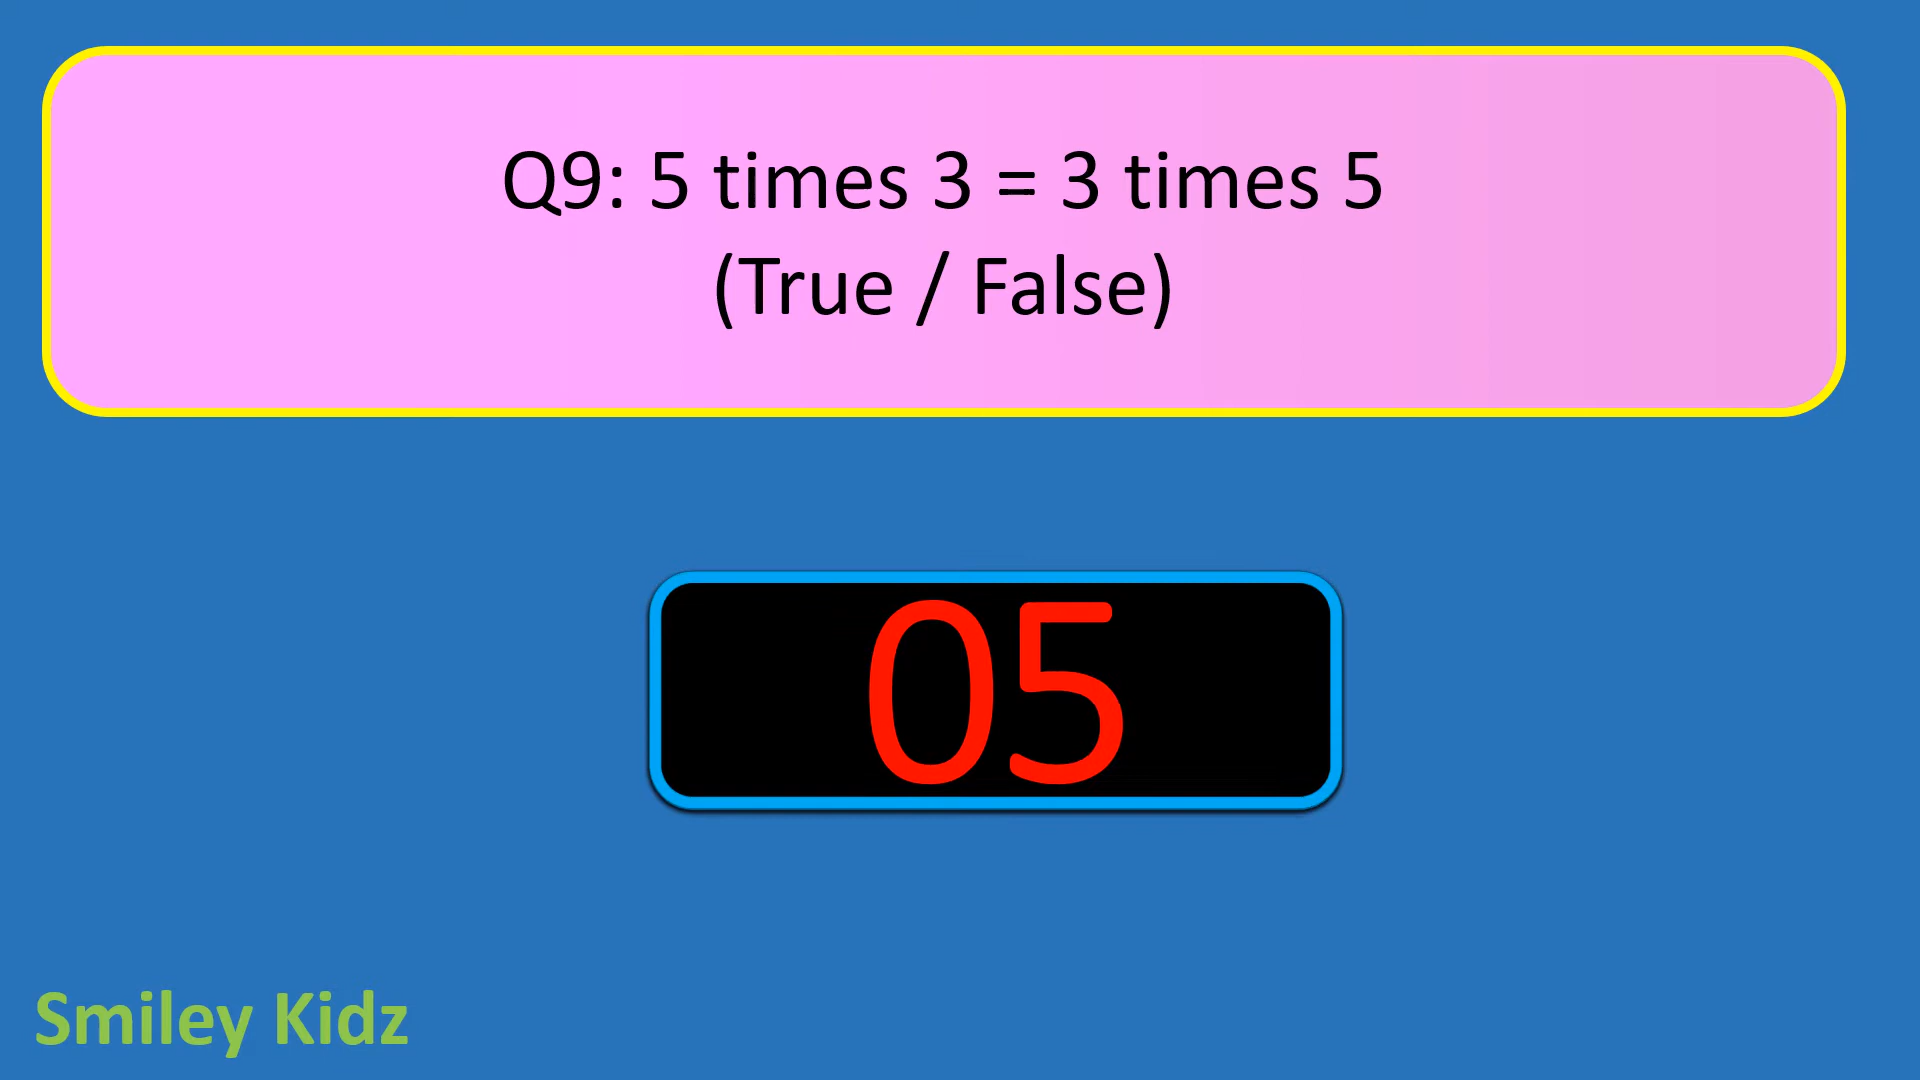 Q9: 5 times 3 = 3 times 5
(True / False)
05
Smiley Kidz